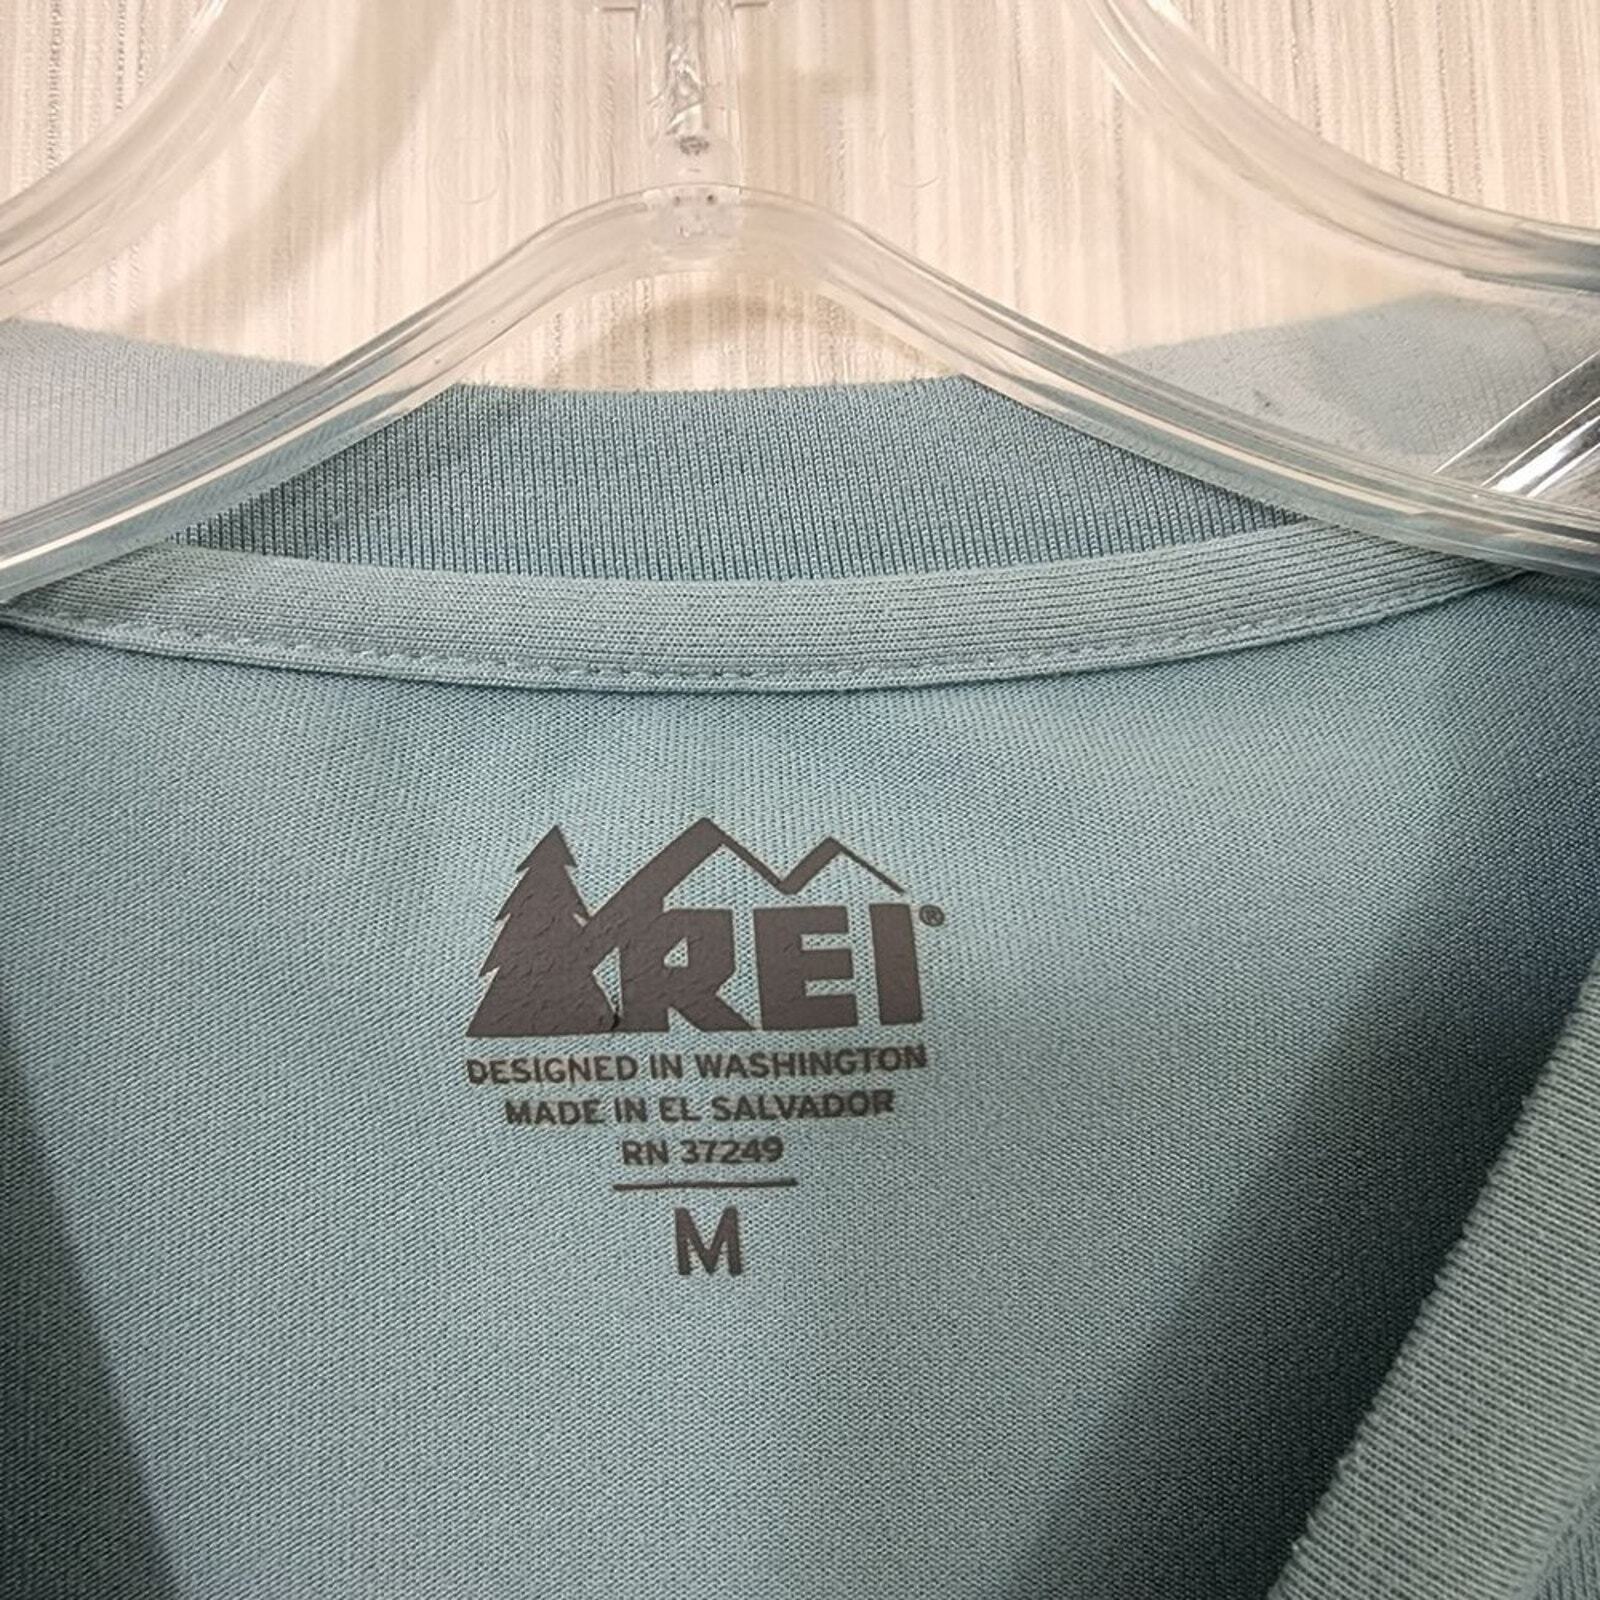 REI®
DESIGNED IN WASHINGTON
MADE IN EL SALVADOR
RN 37249
M